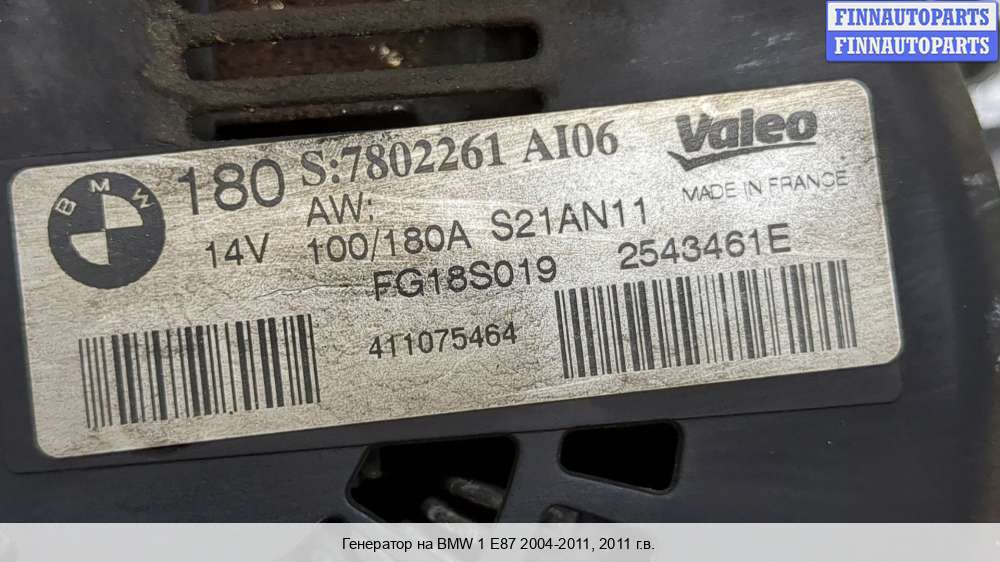 FINNAUTOPARTS
FINNAUTOPARTS
BMW
180 S:7802261 AI06
Valeo
MADE IN FRANCE
AW:
14V 100/180A S21AN11
FG18S019 2543461E
411075464
Генератор на BMW 1 E87 2004-2011, 2011 г.в.